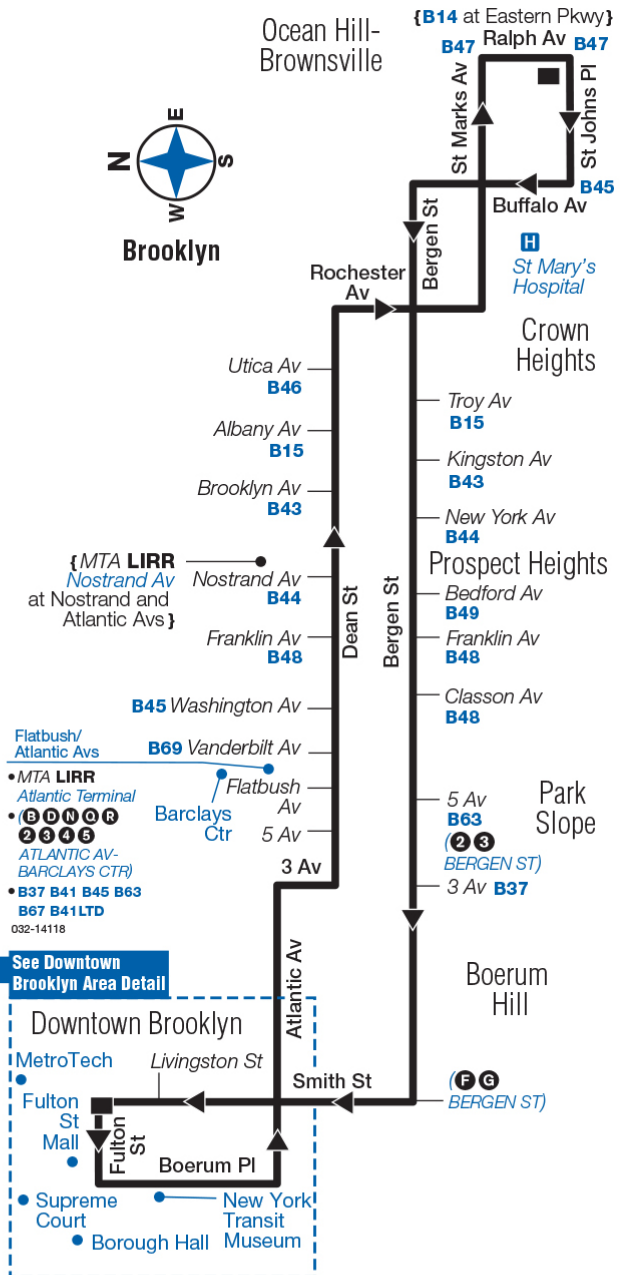 {B14 at Eastern Pkwy}
Ralph Av
B47
B47
Ocean Hill-
Brownsville
St Marks Av
St Johns Pl
B45
Buffalo Av
E
N
S
W
Brooklyn
Bergen St
H
St Mary's
Hospital
Rochester
Av
Crown
Heights
Utica Av
B46
Troy Av
B15
Albany Av
B15
Kingston Av
B43
Brooklyn Av
B43
New York Av
B44
{MTA LIRR
Nostrand Av
at Nostrand and
Atlantic Avs}
Nostrand Av
B44
Prospect Heights
Bedford Av
B49
Dean St
Bergen St
Franklin Av
B48
Franklin Av
B48
B45 Washington Av
Classon Av
B48
B69 Vanderbilt Av
Flatbush/
Atlantic Avs
•MTA LIRR
Atlantic Terminal
•(B D N Q R
2 3 4 5
ATLANTIC AV-
BARCLAYS CTR)
•B37 B41 B45 B63
B67 B41LTD
032-14118
Barclays
Ctr
Flatbush
Av
5 Av
5 Av
B63
(2 3
BERGEN ST)
Park
Slope
3 Av
3 Av B37
See Downtown
Brooklyn Area Detail
Atlantic Av
Boerum
Hill
Downtown Brooklyn
MetroTech
Livingston St
Smith St
(F G
BERGEN ST)
Fulton
St
Mall
Fulton
St
Boerum Pl
Supreme
Court
New York
Transit
Museum
Borough Hall